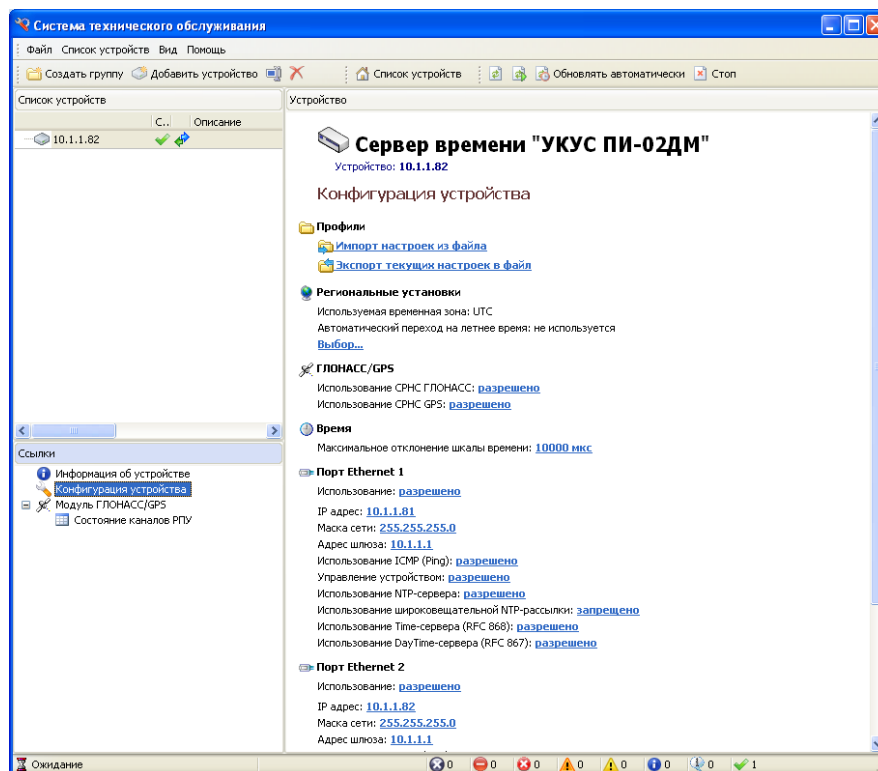 Система технического обслуживания
Файл Список устройств Вид Помощь
Создать группу Добавить устройство Список устройств Обновлять автоматически Стоп
Список устройств
С.. Описание
10.1.1.82
Ссылки
Информация об устройстве
Конфигурация устройства
Модуль ГЛОНАСС/GPS
Состояние каналов РПУ
Устройство
Сервер времени "УКУС ПИ-02ДМ"
Устройство: 10.1.1.82
Конфигурация устройства
Профили
Импорт настроек из файла
Экспорт текущих настроек в файл
Региональные установки
Используемая временная зона: UTC
Автоматический переход на летнее время: не используется
Выбор...
ГЛОНАСС/GPS
Использование СРНС ГЛОНАСС: разрешено
Использование СРНС GPS: разрешено
Время
Максимальное отклонение шкалы времени: 10000 мкс
Порт Ethernet 1
Использование: разрешено
IP адрес: 10.1.1.81
Маска сети: 255.255.255.0
Адрес шлюза: 10.1.1.1
Использование ICMP (Ping): разрешено
Управление устройством: разрешено
Использование NTP-сервера: разрешено
Использование широковещательной NTP-рассылки: запрещено
Использование Time-сервера (RFC 868): разрешено
Использование DayTime-сервера (RFC 867): разрешено
Порт Ethernet 2
Использование: разрешено
IP адрес: 10.1.1.82
Маска сети: 255.255.255.0
Адрес шлюза: 10.1.1.1
Ожидание 0 0 0 0 0 0 0 1